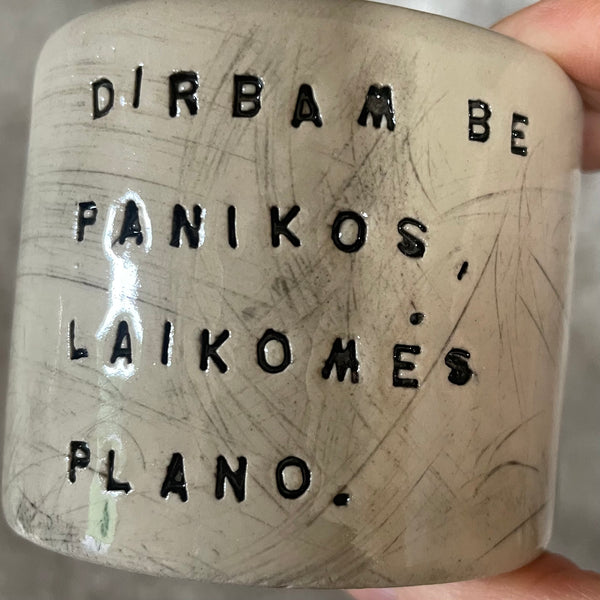 DIRBAM BE
PANIKOS,
LAIKOMĖS
PLANO.